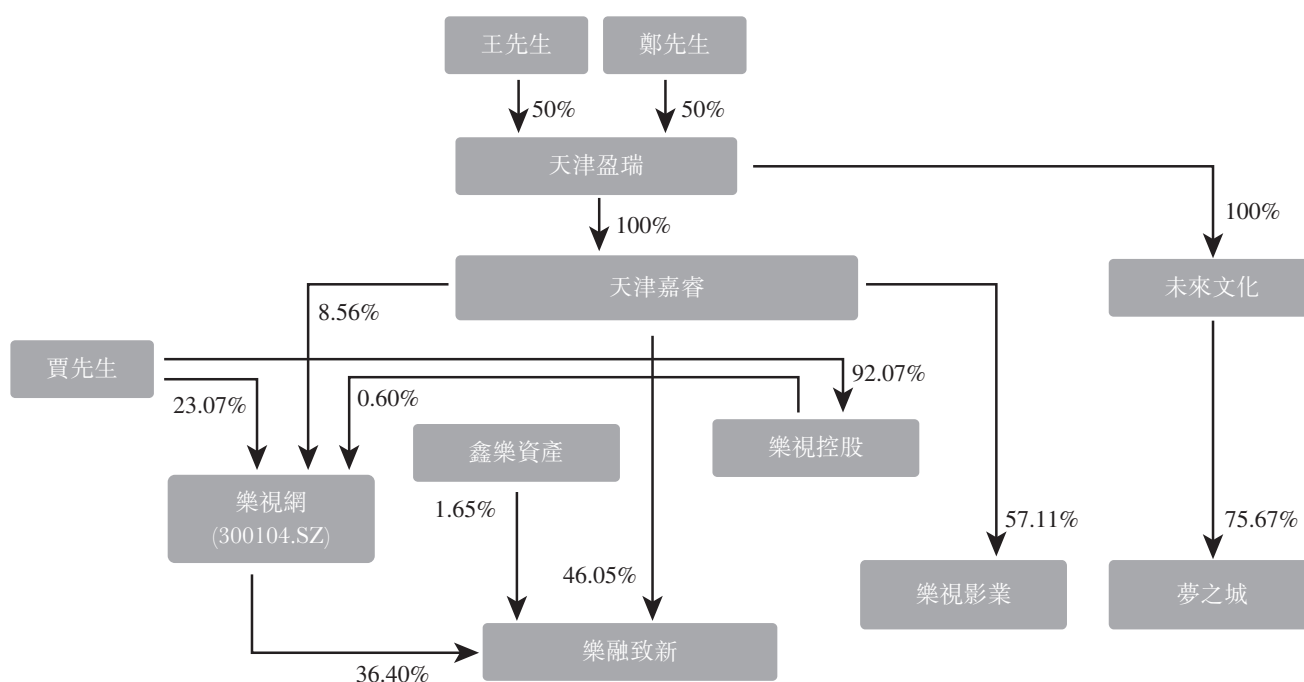 王先生
鄭先生
50%
50%
天津盈瑞
100%
100%
天津嘉睿
未來文化
8.56%
賈先生
92.07%
23.07%
0.60%
鑫樂資產
樂視控股
樂視網
(300104.SZ)
1.65%
57.11%
75.67%
46.05%
樂視影業
夢之城
樂融致新
36.40%